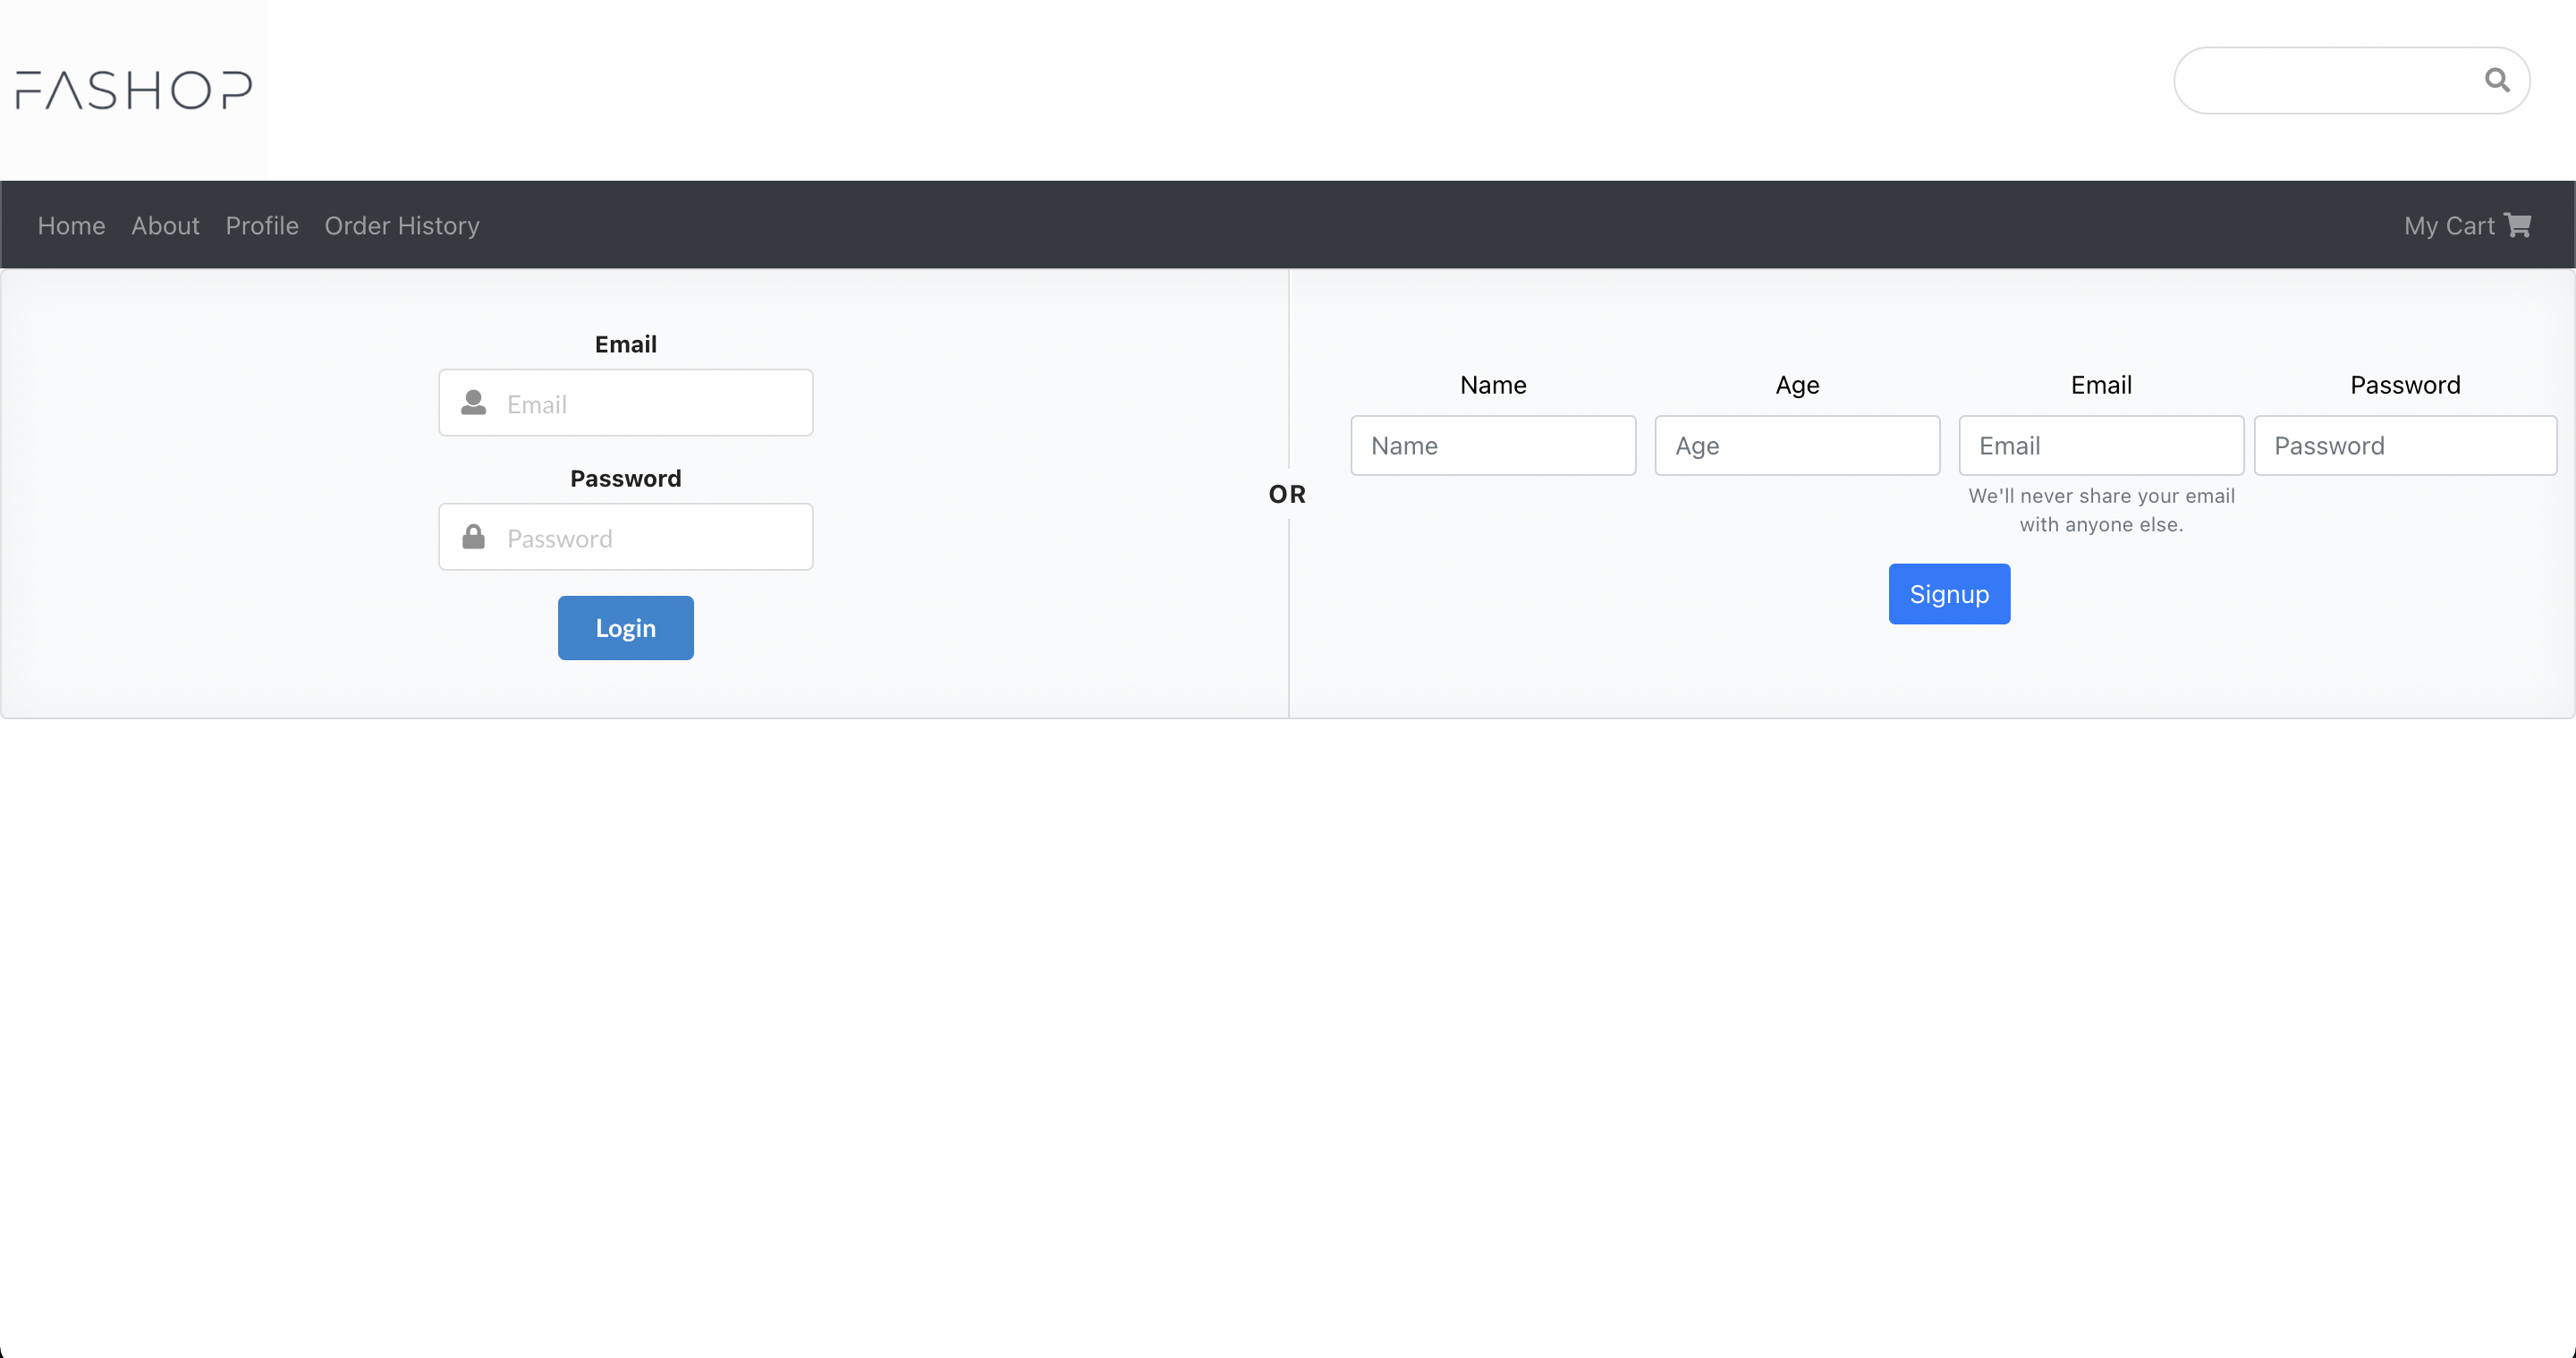 FASHOP
Home About Profile Order History My Cart
Email
Email
Password
Password
Login
OR
Name Age Email Password
Name Age Email Password
We'll never share your email
with anyone else.
Signup